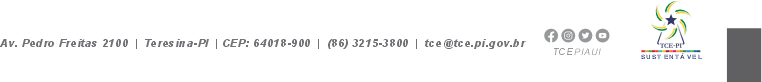 Av. Pedro Freitas 2100 | Teresina-PI | CEP: 64018-900 | (86) 3215-3800 | tce@tce.pi.gov.br
TCEPIAUI
TCE-PI
SUSTENTÁVEL